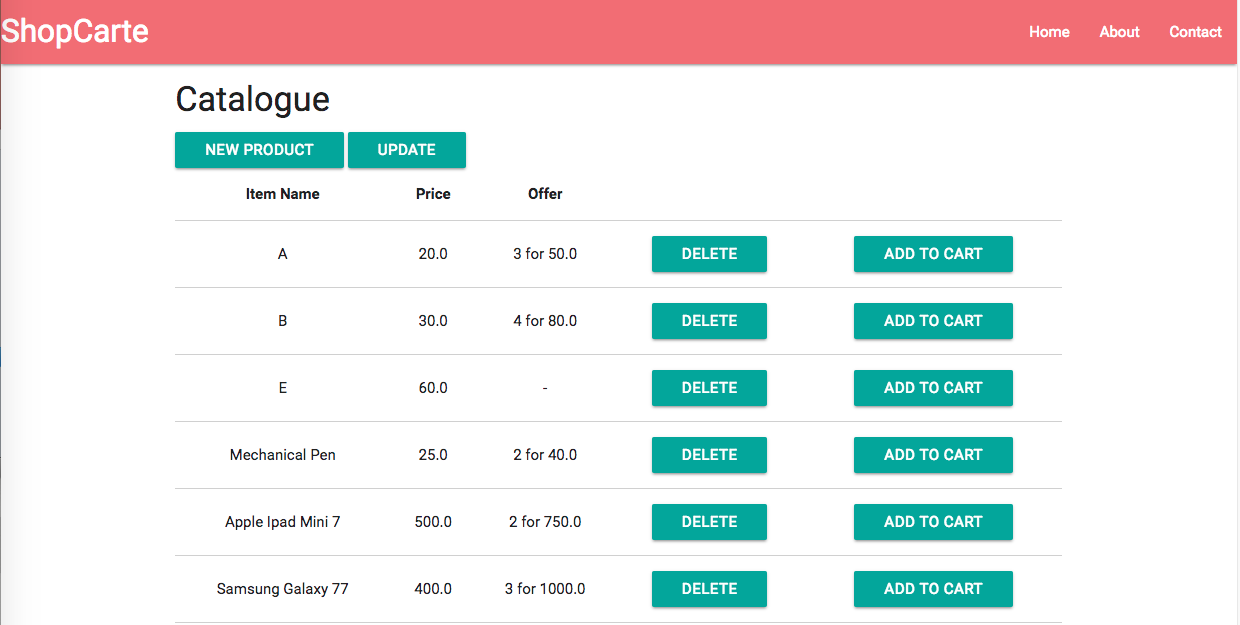 ShopCarte Home About Contact
Catalogue
NEW PRODUCT UPDATE
Item Name Price Offer
A 20.0 3 for 50.0 DELETE ADD TO CART
B 30.0 4 for 80.0 DELETE ADD TO CART
E 60.0 - DELETE ADD TO CART
Mechanical Pen 25.0 2 for 40.0 DELETE ADD TO CART
Apple Ipad Mini 7 500.0 2 for 750.0 DELETE ADD TO CART
Samsung Galaxy 77 400.0 3 for 1000.0 DELETE ADD TO CART